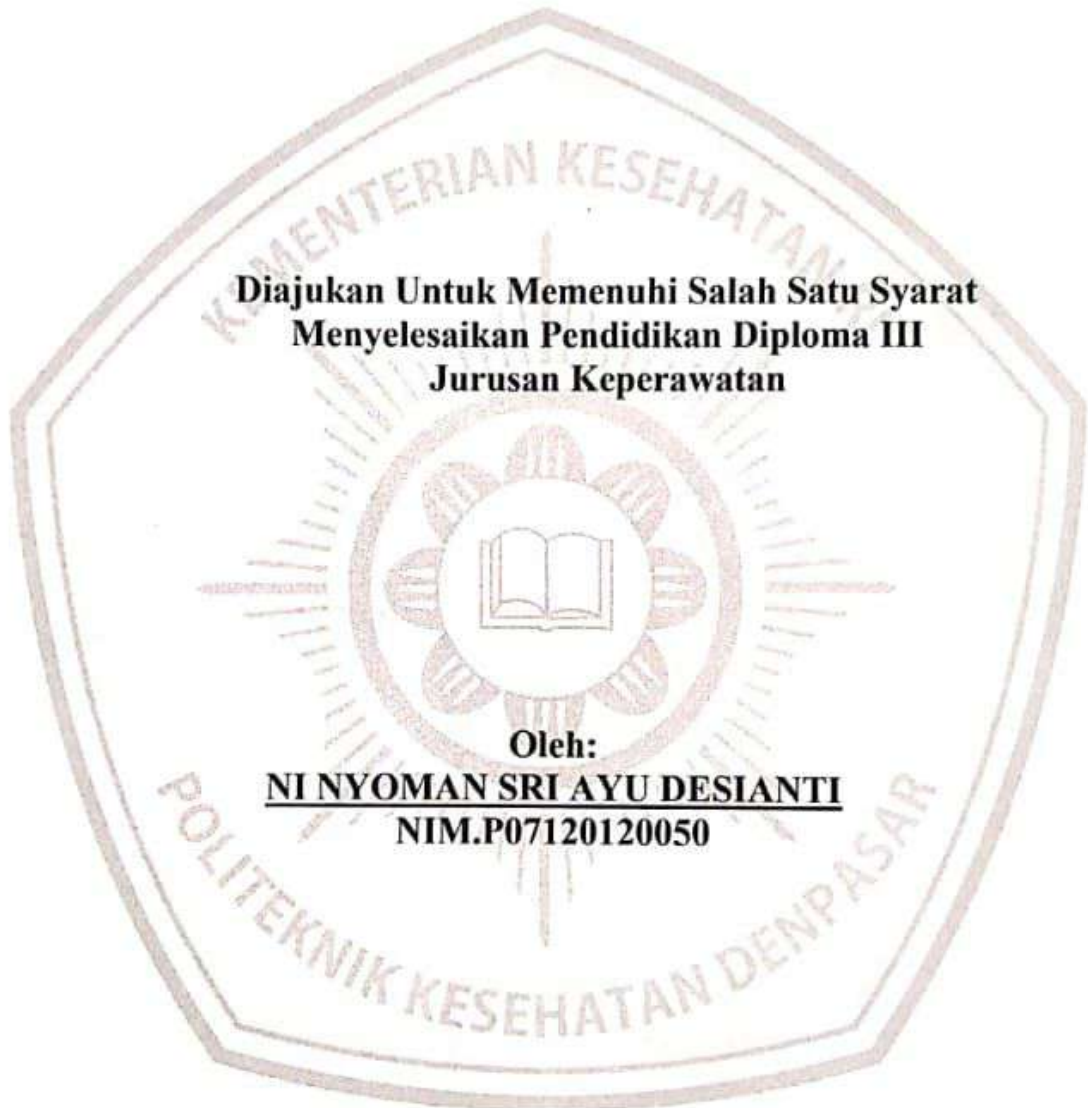 KEMENTERIAN KESEHATAN RI
Diajukan Untuk Memenuhi Salah Satu Syarat
Menyelesaikan Pendidikan Diploma III
Jurusan Keperawatan
Oleh:
NI NYOMAN SRI AYU DESIANTI
NIM.P07120120050
POLITEKNIK KESEHATAN DENPASAR